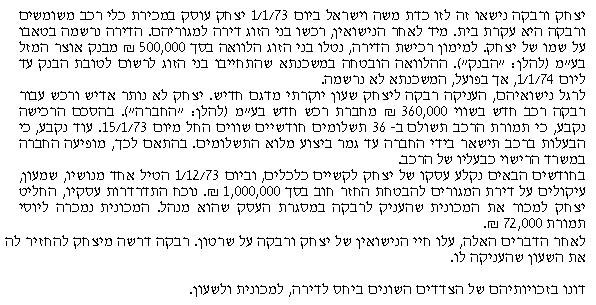 יצחק ורבקה נישאו זה לזו כדת משה וישראל ביום 1/1/73 יצחק עוסק במכירת כלי רכב משומשים
ורבקה היא עקרת בית. מיד לאחר הנישואין, רכשו בני הזוג דירה למגוריהם. הדירה נרשמה בטאבו
על שמו של יצחק. למימון רכישת הדירה, נטלו בני הזוג הלוואה בסך 500,000 ₪ מבנק אוצר המזל
בע״מ (להלן: ״הבנק״). ההלוואה הובטחה במשכנתא שהתחייבו בני הזוג לרשום לטובת הבנק עד
ליום 1/1/74, אך בפועל, המשכנתא לא נרשמה.
לרגל נישואיהם, העניקה רבקה ליצחק שעון יוקרתי מדגם חדיש. יצחק לא נותר אדיש ורכש עבור
רבקה רכב חדש בשווי 360,000 ₪ מחברת רכש חדש בע״מ (להלן: ״החברה״). בהסכם הרכישה
נקבע, כי תמורת הרכב תשולם ב- 36 תשלומים חודשיים שווים החל מיום 15/1/73. עוד נקבע, כי
הבעלות ברכב תישאר בידי החברה עד גמר ביצוע מלוא התשלומים. בהתאם לכך, מופיעה החברה
במשרד הרישוי כבעליו של הרכב.
בחודשים הבאים נקלע עסקו של יצחק לקשיים כלכלים, וביום 1/12/73 הטיל אחד מנושיו, שמעון,
עיקולים על דירת המגורים להבטחת החזר חוב בסך 1,000,000 ₪. נוכח התדרדרות עסקיו, החליט
יצחק למכור את המכונית שהעניק לרבקה במסגרת העסק שהוא מנהל. המכונית נמכרה ליוסי
תמורת 72,000 ₪.
לאחר הדברים האלה, עלו חיי הנישואין של יצחק ורבקה על שרטון. רבקה דרשה מיצחק להחזיר לה
את השעון שהעניקה לו.
דונו בזכויותיהם של הצדדים השונים ביחס לדירה, למכונית ולשעון.